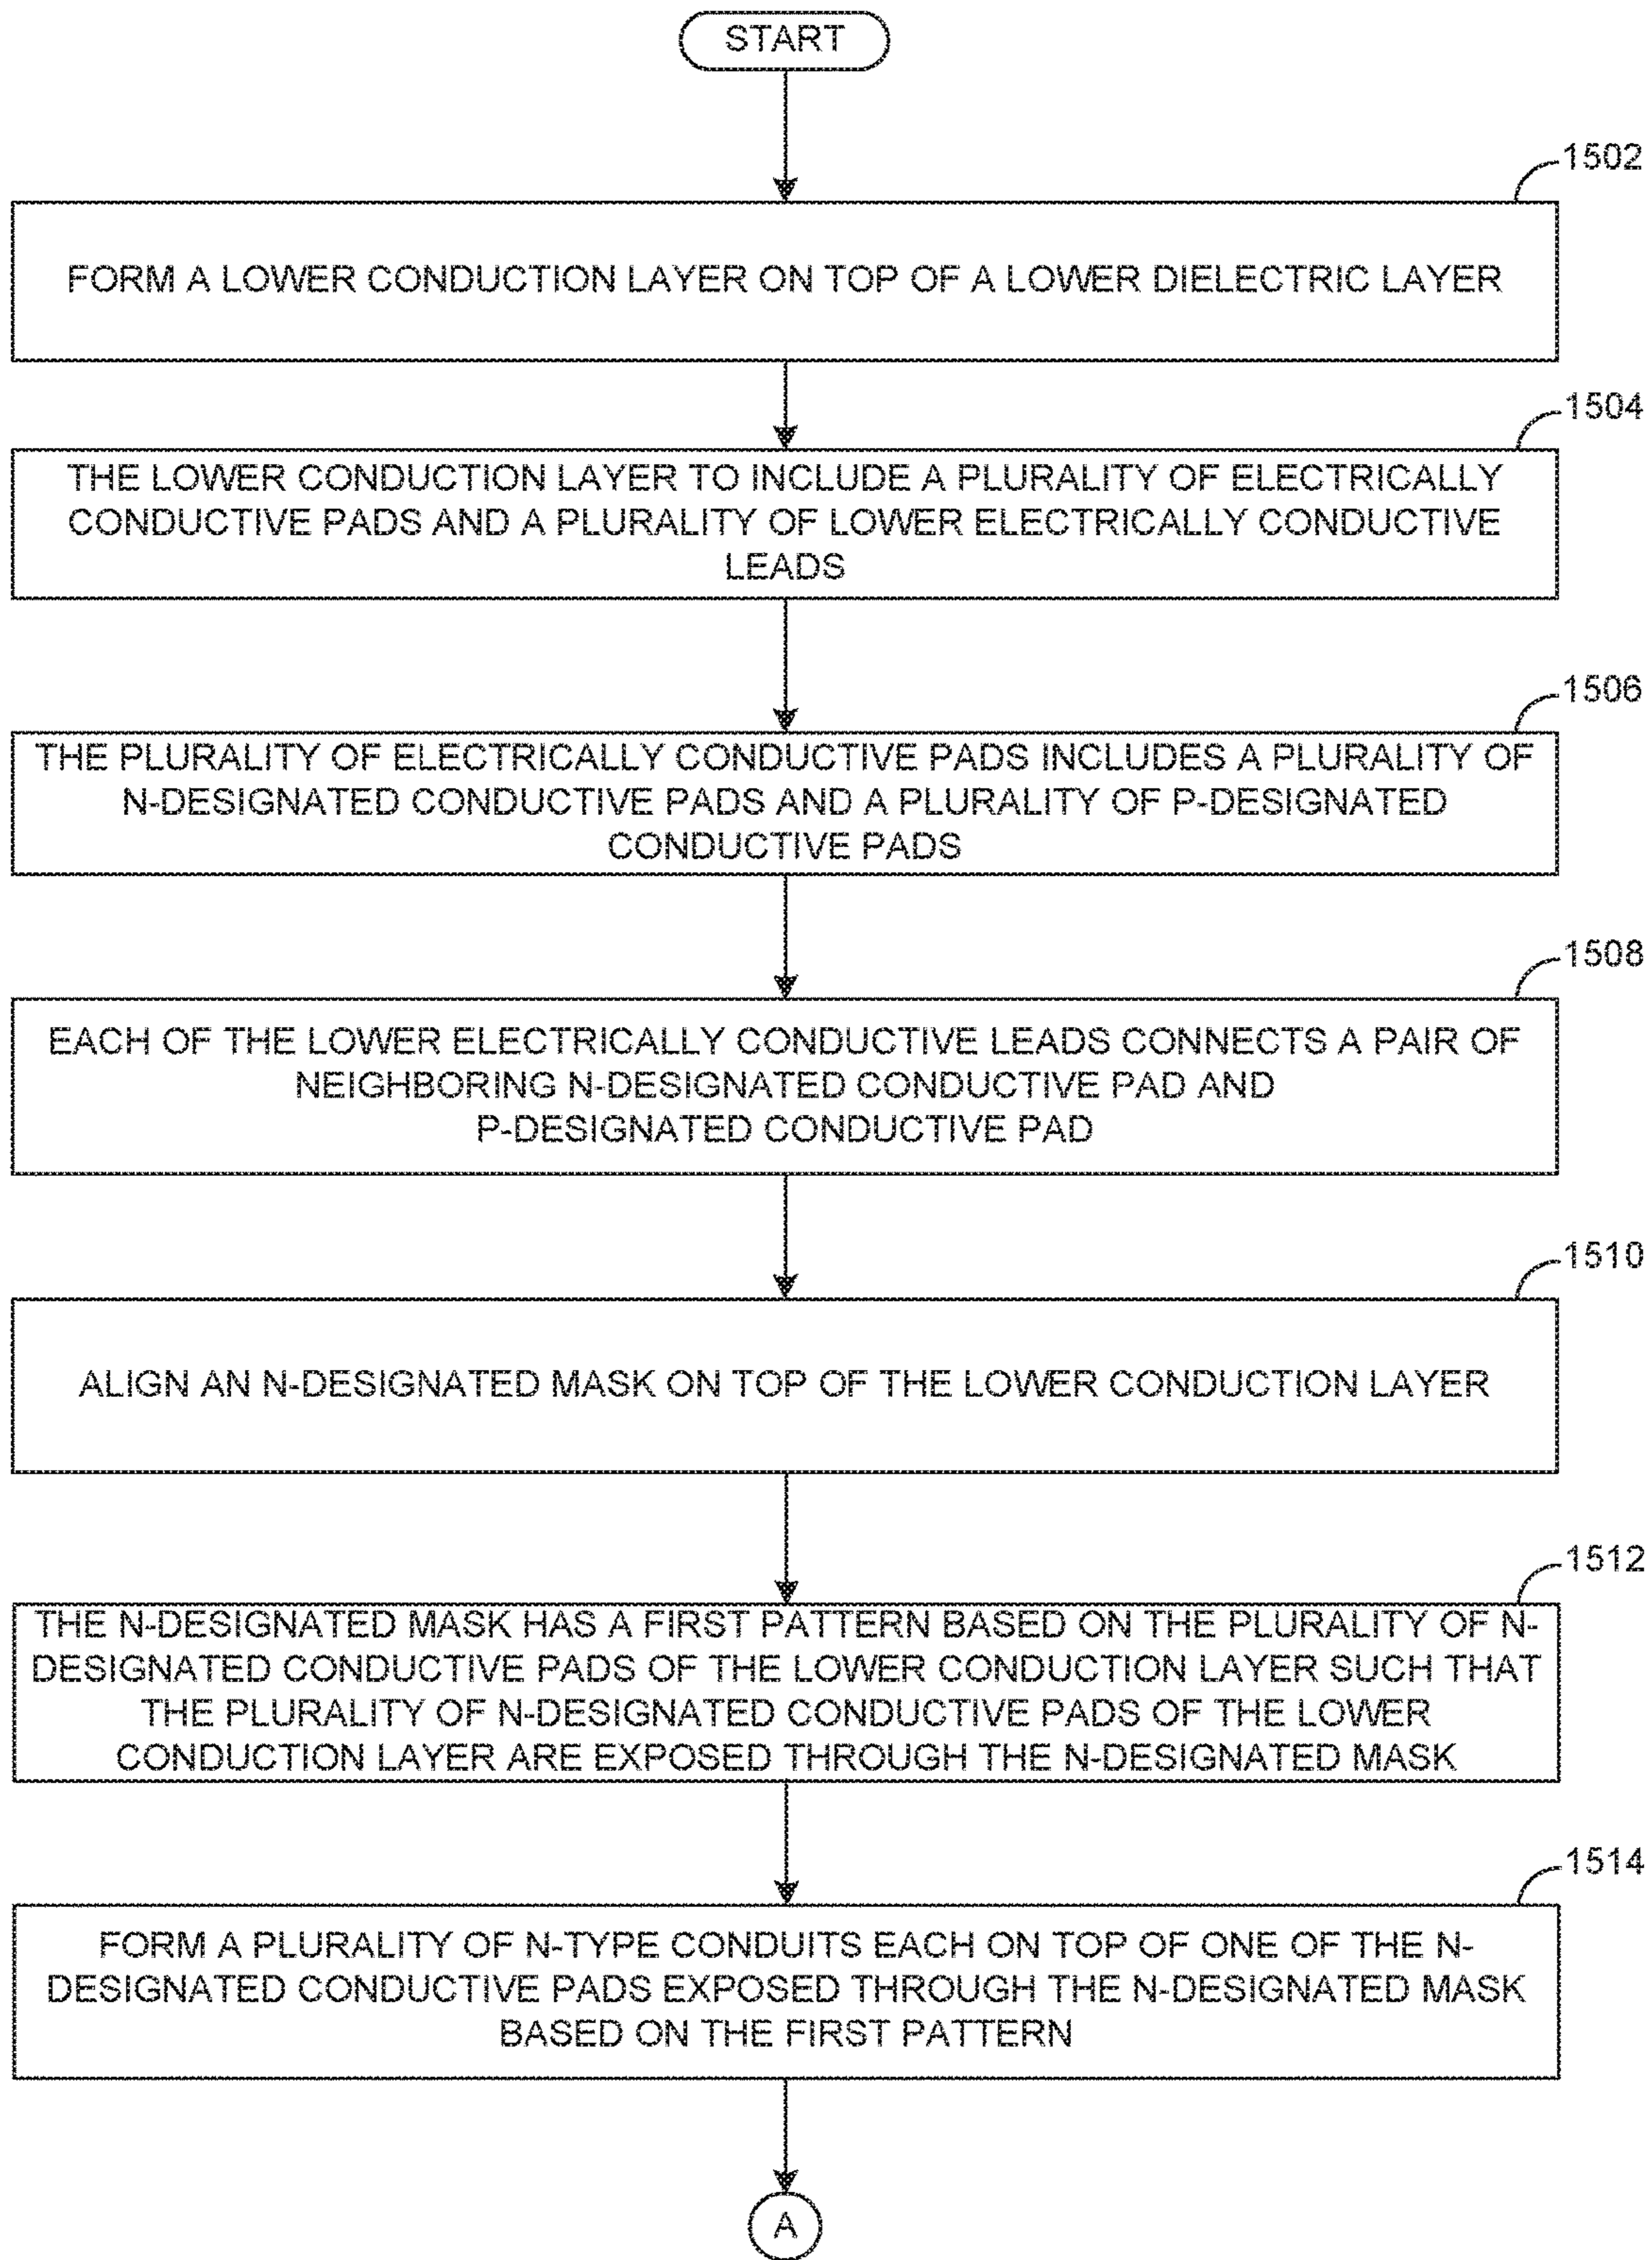 START
1502
FORM A LOWER CONDUCTION LAYER ON TOP OF A LOWER DIELECTRIC LAYER
1504
THE LOWER CONDUCTION LAYER TO INCLUDE A PLURALITY OF ELECTRICALLY
CONDUCTIVE PADS AND A PLURALITY OF LOWER ELECTRICALLY CONDUCTIVE
LEADS
1506
THE PLURALITY OF ELECTRICALLY CONDUCTIVE PADS INCLUDES A PLURALITY OF
N-DESIGNATED CONDUCTIVE PADS AND A PLURALITY OF P-DESIGNATED
CONDUCTIVE PADS
1508
EACH OF THE LOWER ELECTRICALLY CONDUCTIVE LEADS CONNECTS A PAIR OF
NEIGHBORING N-DESIGNATED CONDUCTIVE PAD AND
P-DESIGNATED CONDUCTIVE PAD
1510
ALIGN AN N-DESIGNATED MASK ON TOP OF THE LOWER CONDUCTION LAYER
1512
THE N-DESIGNATED MASK HAS A FIRST PATTERN BASED ON THE PLURALITY OF N-
DESIGNATED CONDUCTIVE PADS OF THE LOWER CONDUCTION LAYER SUCH THAT
THE PLURALITY OF N-DESIGNATED CONDUCTIVE PADS OF THE LOWER
CONDUCTION LAYER ARE EXPOSED THROUGH THE N-DESIGNATED MASK
1514
FORM A PLURALITY OF N-TYPE CONDUITS EACH ON TOP OF ONE OF THE N-
DESIGNATED CONDUCTIVE PADS EXPOSED THROUGH THE N-DESIGNATED MASK
BASED ON THE FIRST PATTERN
A